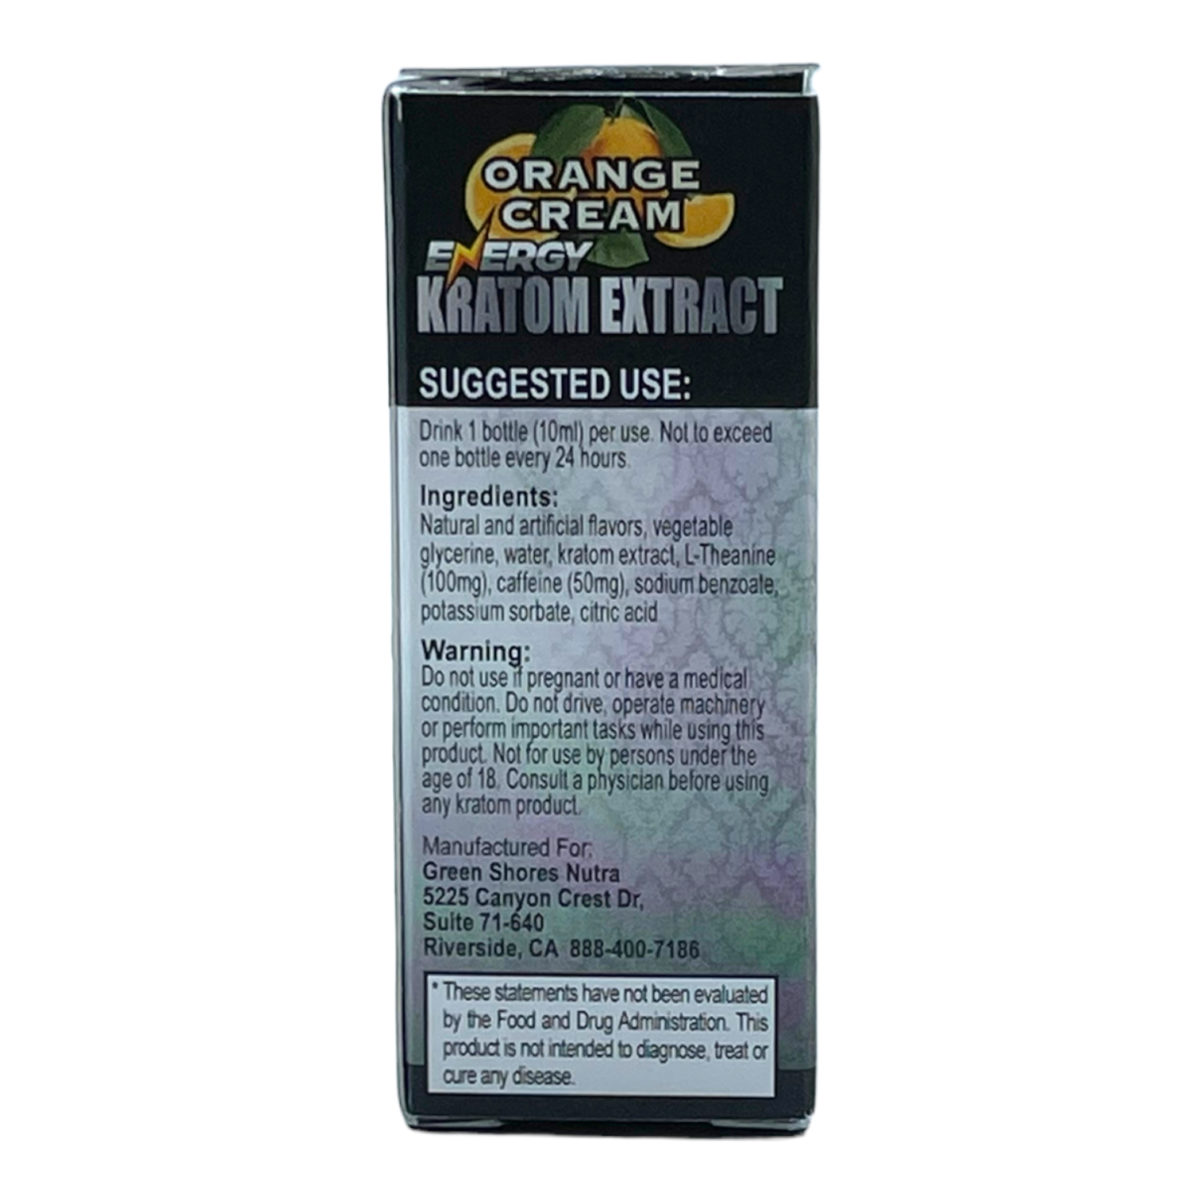 ORANGE
CREAM
ENERGY
KRATOM EXTRACT
SUGGESTED USE:
Drink 1 bottle (10ml) per use. Not to exceed
one bottle every 24 hours.
Ingredients:
Natural and artificial flavors, vegetable
glycerine, water, kratom extract, L-Theanine
(100mg), caffeine (50mg), sodium benzoate,
potassium sorbate, citric acid
Warning:
Do not use if pregnant or have a medical
condition. Do not drive, operate machinery
or perform important tasks while using this
product. Not for use by persons under the
age of 18. Consult a physician before using
any kratom product.
Manufactured For:
Green Shores Nutra
5225 Canyon Crest Dr,
Suite 71-640
Riverside, CA 888-400-7186
* These statements have not been evaluated
by the Food and Drug Administration. This
product is not intended to diagnose, treat or
cure any disease.